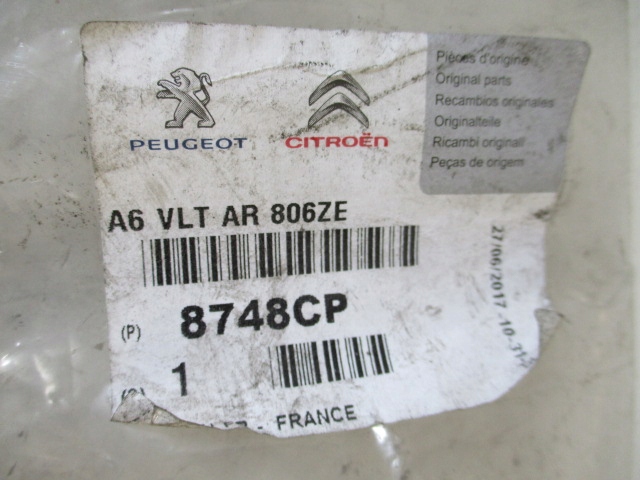 PEUGEOT
CITROËN
Pièces d'origine
Original parts
Recambios originales
Originalteile
Ricambi originali
Peças de origem
A6 VLT AR 806ZE
(P) 8748CP
1
- FRANCE
27/06/2017-10-31